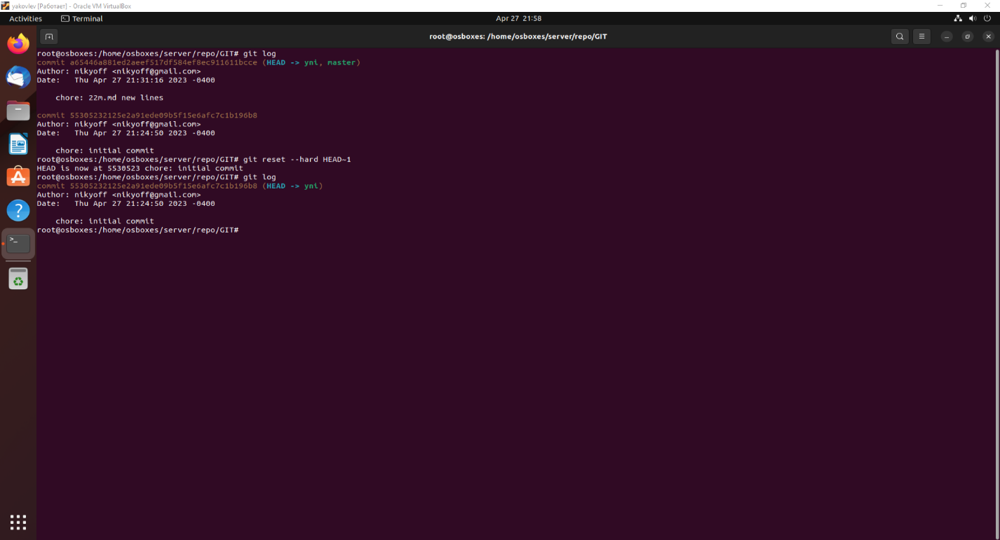 yakovlev [Работает] - Oracle VM VirtualBox
Activities Terminal Apr 27 21:58
root@osboxes: /home/osboxes/server/repo/GIT
root@osboxes:/home/osboxes/server/repo/GIT# git log
commit a65446a881ed2aeef517df584ef8ec911611bcce (HEAD -> yni, master)
Author: nikyoff <nikyoff@gmail.com>
Date:   Thu Apr 27 21:31:16 2023 -0400
    chore: 22m.md new lines
commit 55305232125e2a91ede09b5f15e6afc7c1b196b8
Author: nikyoff <nikyoff@gmail.com>
Date:   Thu Apr 27 21:24:50 2023 -0400
    chore: initial commit
root@osboxes:/home/osboxes/server/repo/GIT# git reset --hard HEAD~1
HEAD is now at 5530523 chore: initial commit
root@osboxes:/home/osboxes/server/repo/GIT# git log
commit 55305232125e2a91ede09b5f15e6afc7c1b196b8 (HEAD -> yni)
Author: nikyoff <nikyoff@gmail.com>
Date:   Thu Apr 27 21:24:50 2023 -0400
    chore: initial commit
root@osboxes:/home/osboxes/server/repo/GIT#